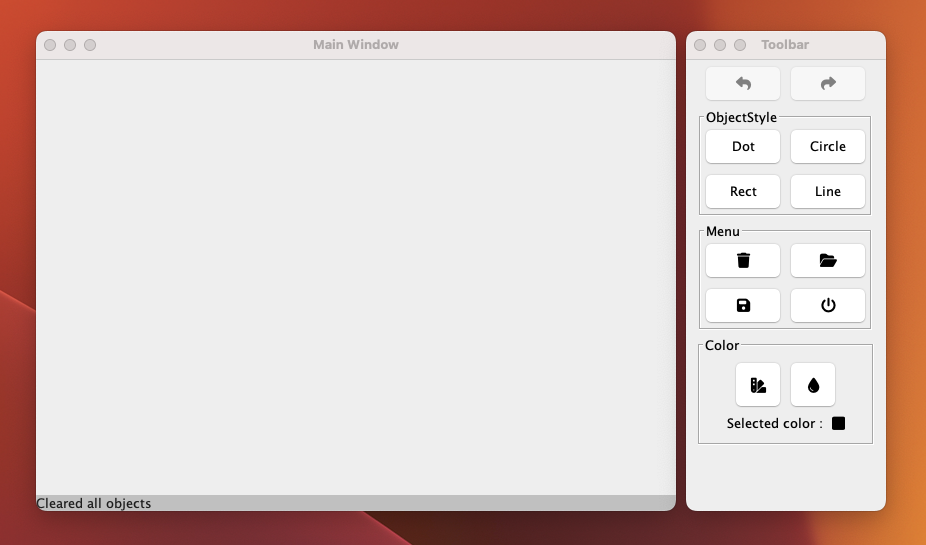 Main Window
Toolbar
ObjectStyle
Dot
Circle
Rect
Line
Menu
Color
Selected color :
Cleared all objects